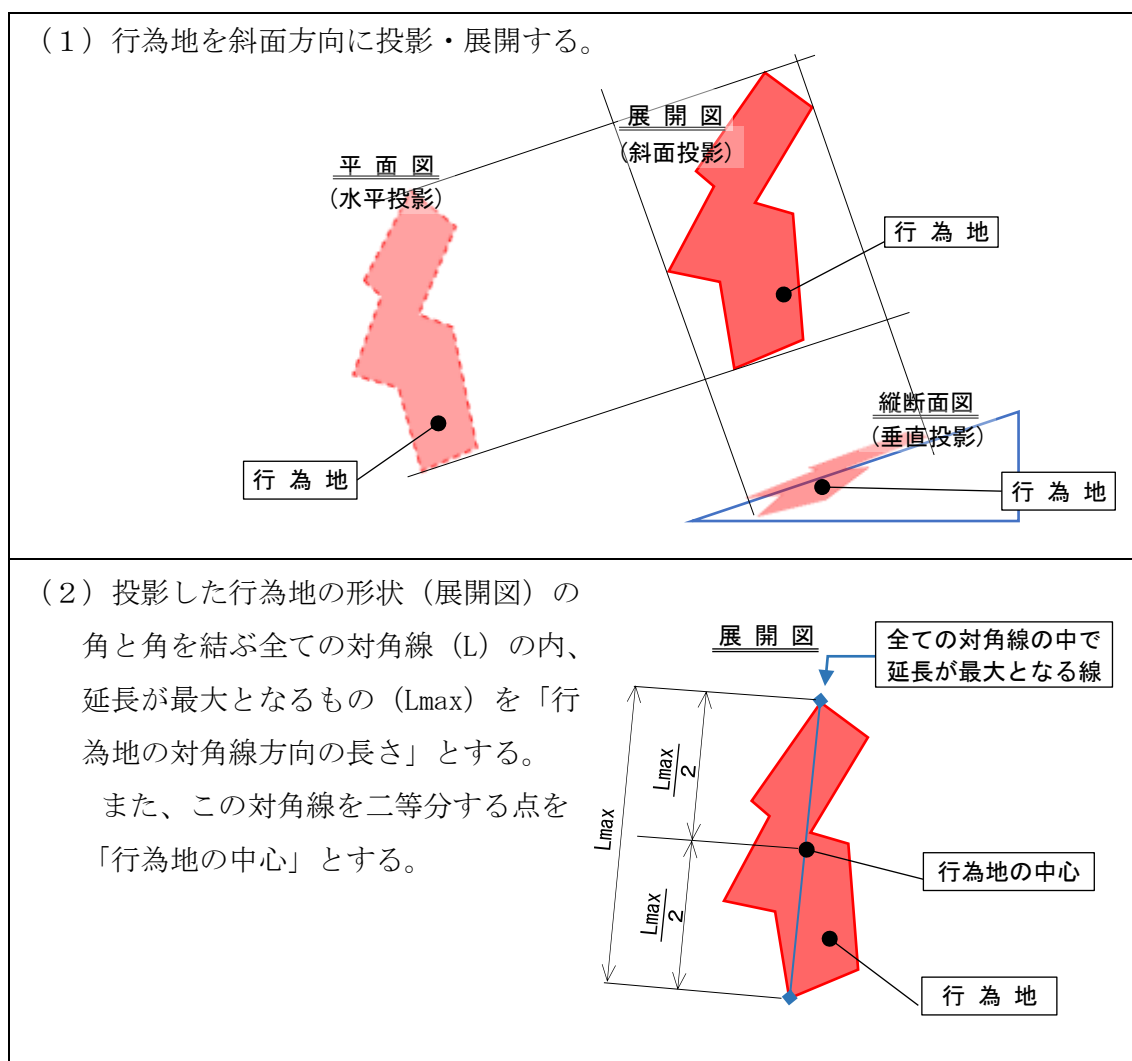 (1)行為地を斜面方向に投影・展開する。
展開図
(斜面投影)
平面図
(水平投影)
行為地
縦断面図
(垂直投影)
行為地
行為地
(2)投影した行為地の形状(展開図)の
角と角を結ぶ全ての対角線(L)の内、
延長が最大となるもの(Lmax)を「行
為地の対角線方向の長さ」とする。
また、この対角線を二等分する点を
「行為地の中心」とする。
展開図
全ての対角線の中で
延長が最大となる線
Lmax
2
Lmax
Lmax
2
行為地の中心
行為地